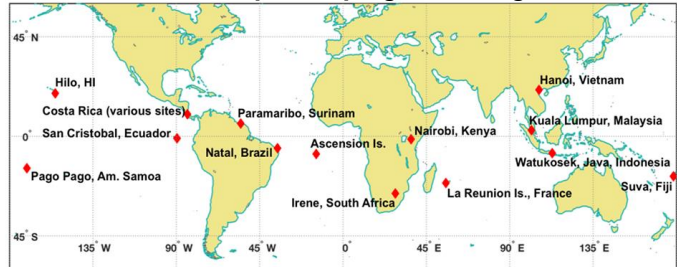 45° N
Hilo, HI
Hanoi, Vietnam
Costa Rica (various sites)
Paramaribo, Surinam
Kuala Lumpur, Malaysia
0°
San Cristobal, Ecuador
Nairobi, Kenya
Natal, Brazil
Ascension Is.
Watukosek, Java, Indonesia
Pago Pago, Am. Samoa
La Reunion Is., France
Suva, Fiji
Irene, South Africa
45° S
135° W
90° W
45° W
0°
45° E
90° E
135° E